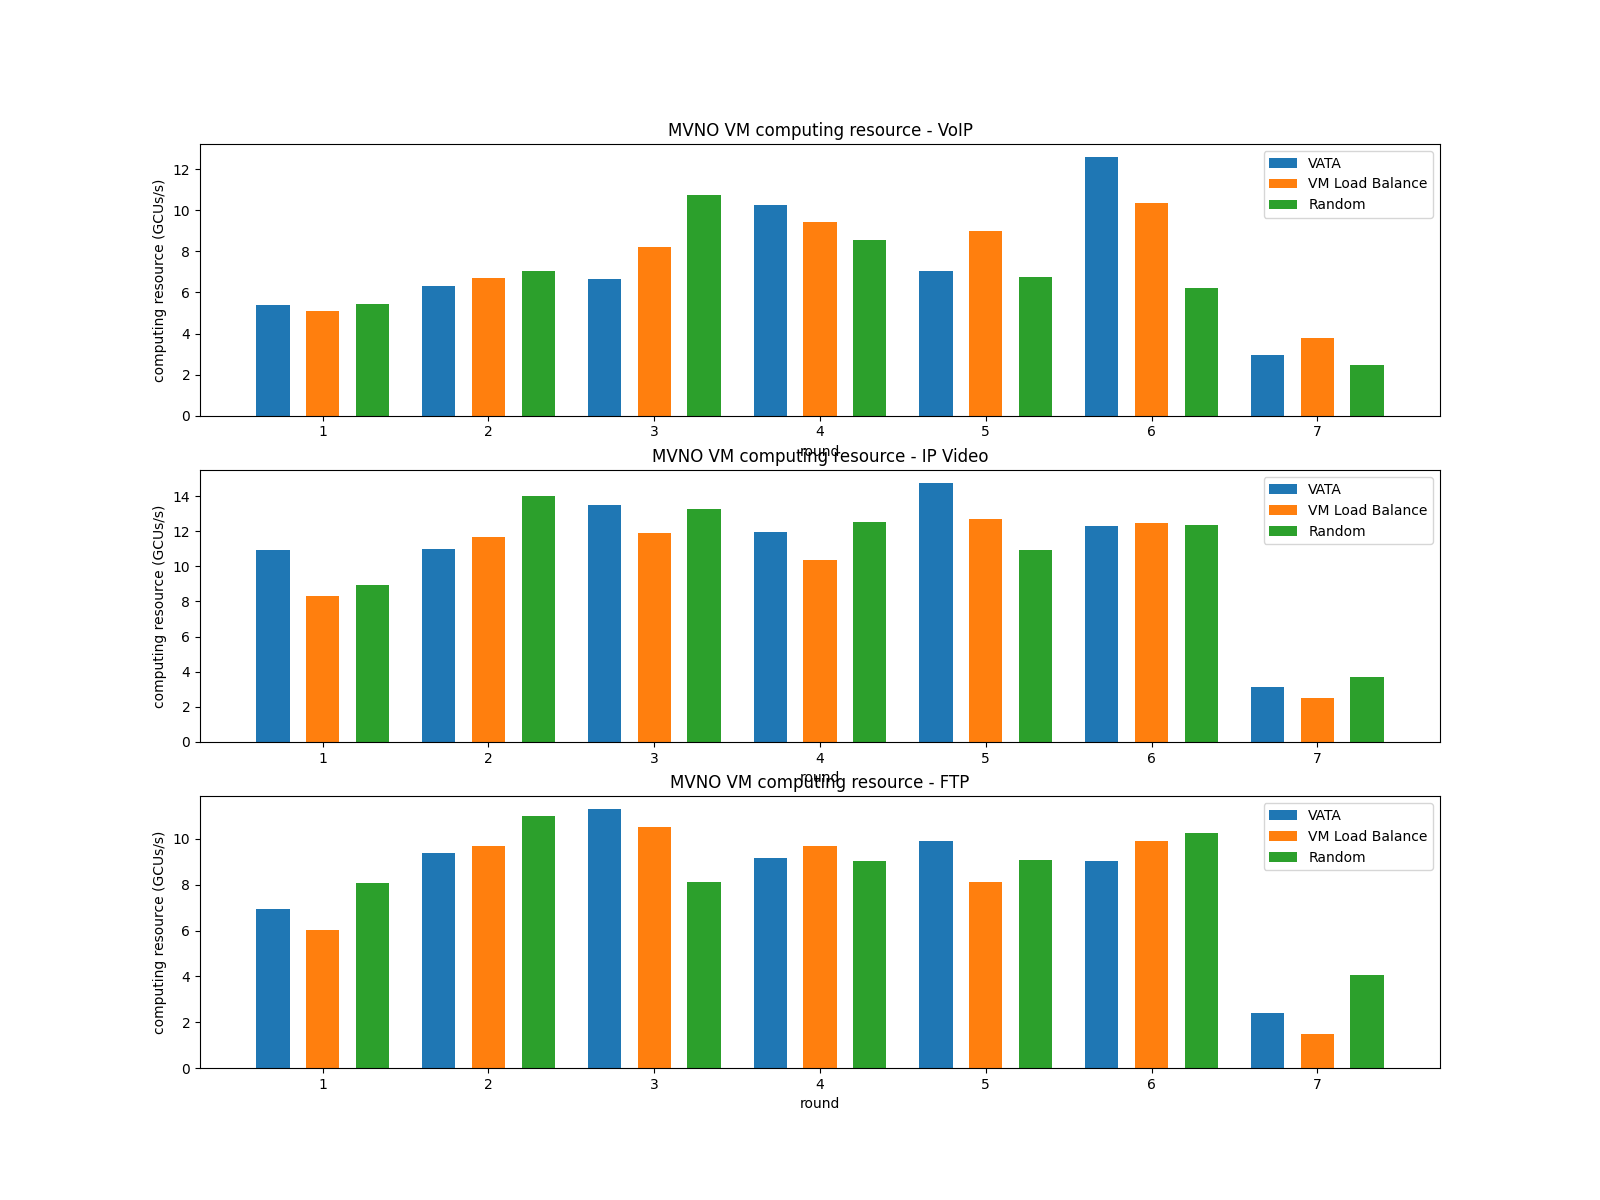 MVNO VM computing resource - VoIP
computing resource (GCUs/s)
12
10
8
6
4
2
0
VATA
VM Load Balance
Random
1 2 3 4 5 6 7
round
MVNO VM computing resource - IP Video
computing resource (GCUs/s)
14
12
10
8
6
4
2
0
VATA
VM Load Balance
Random
1 2 3 4 5 6 7
round
MVNO VM computing resource - FTP
computing resource (GCUs/s)
10
8
6
4
2
0
VATA
VM Load Balance
Random
1 2 3 4 5 6 7
round